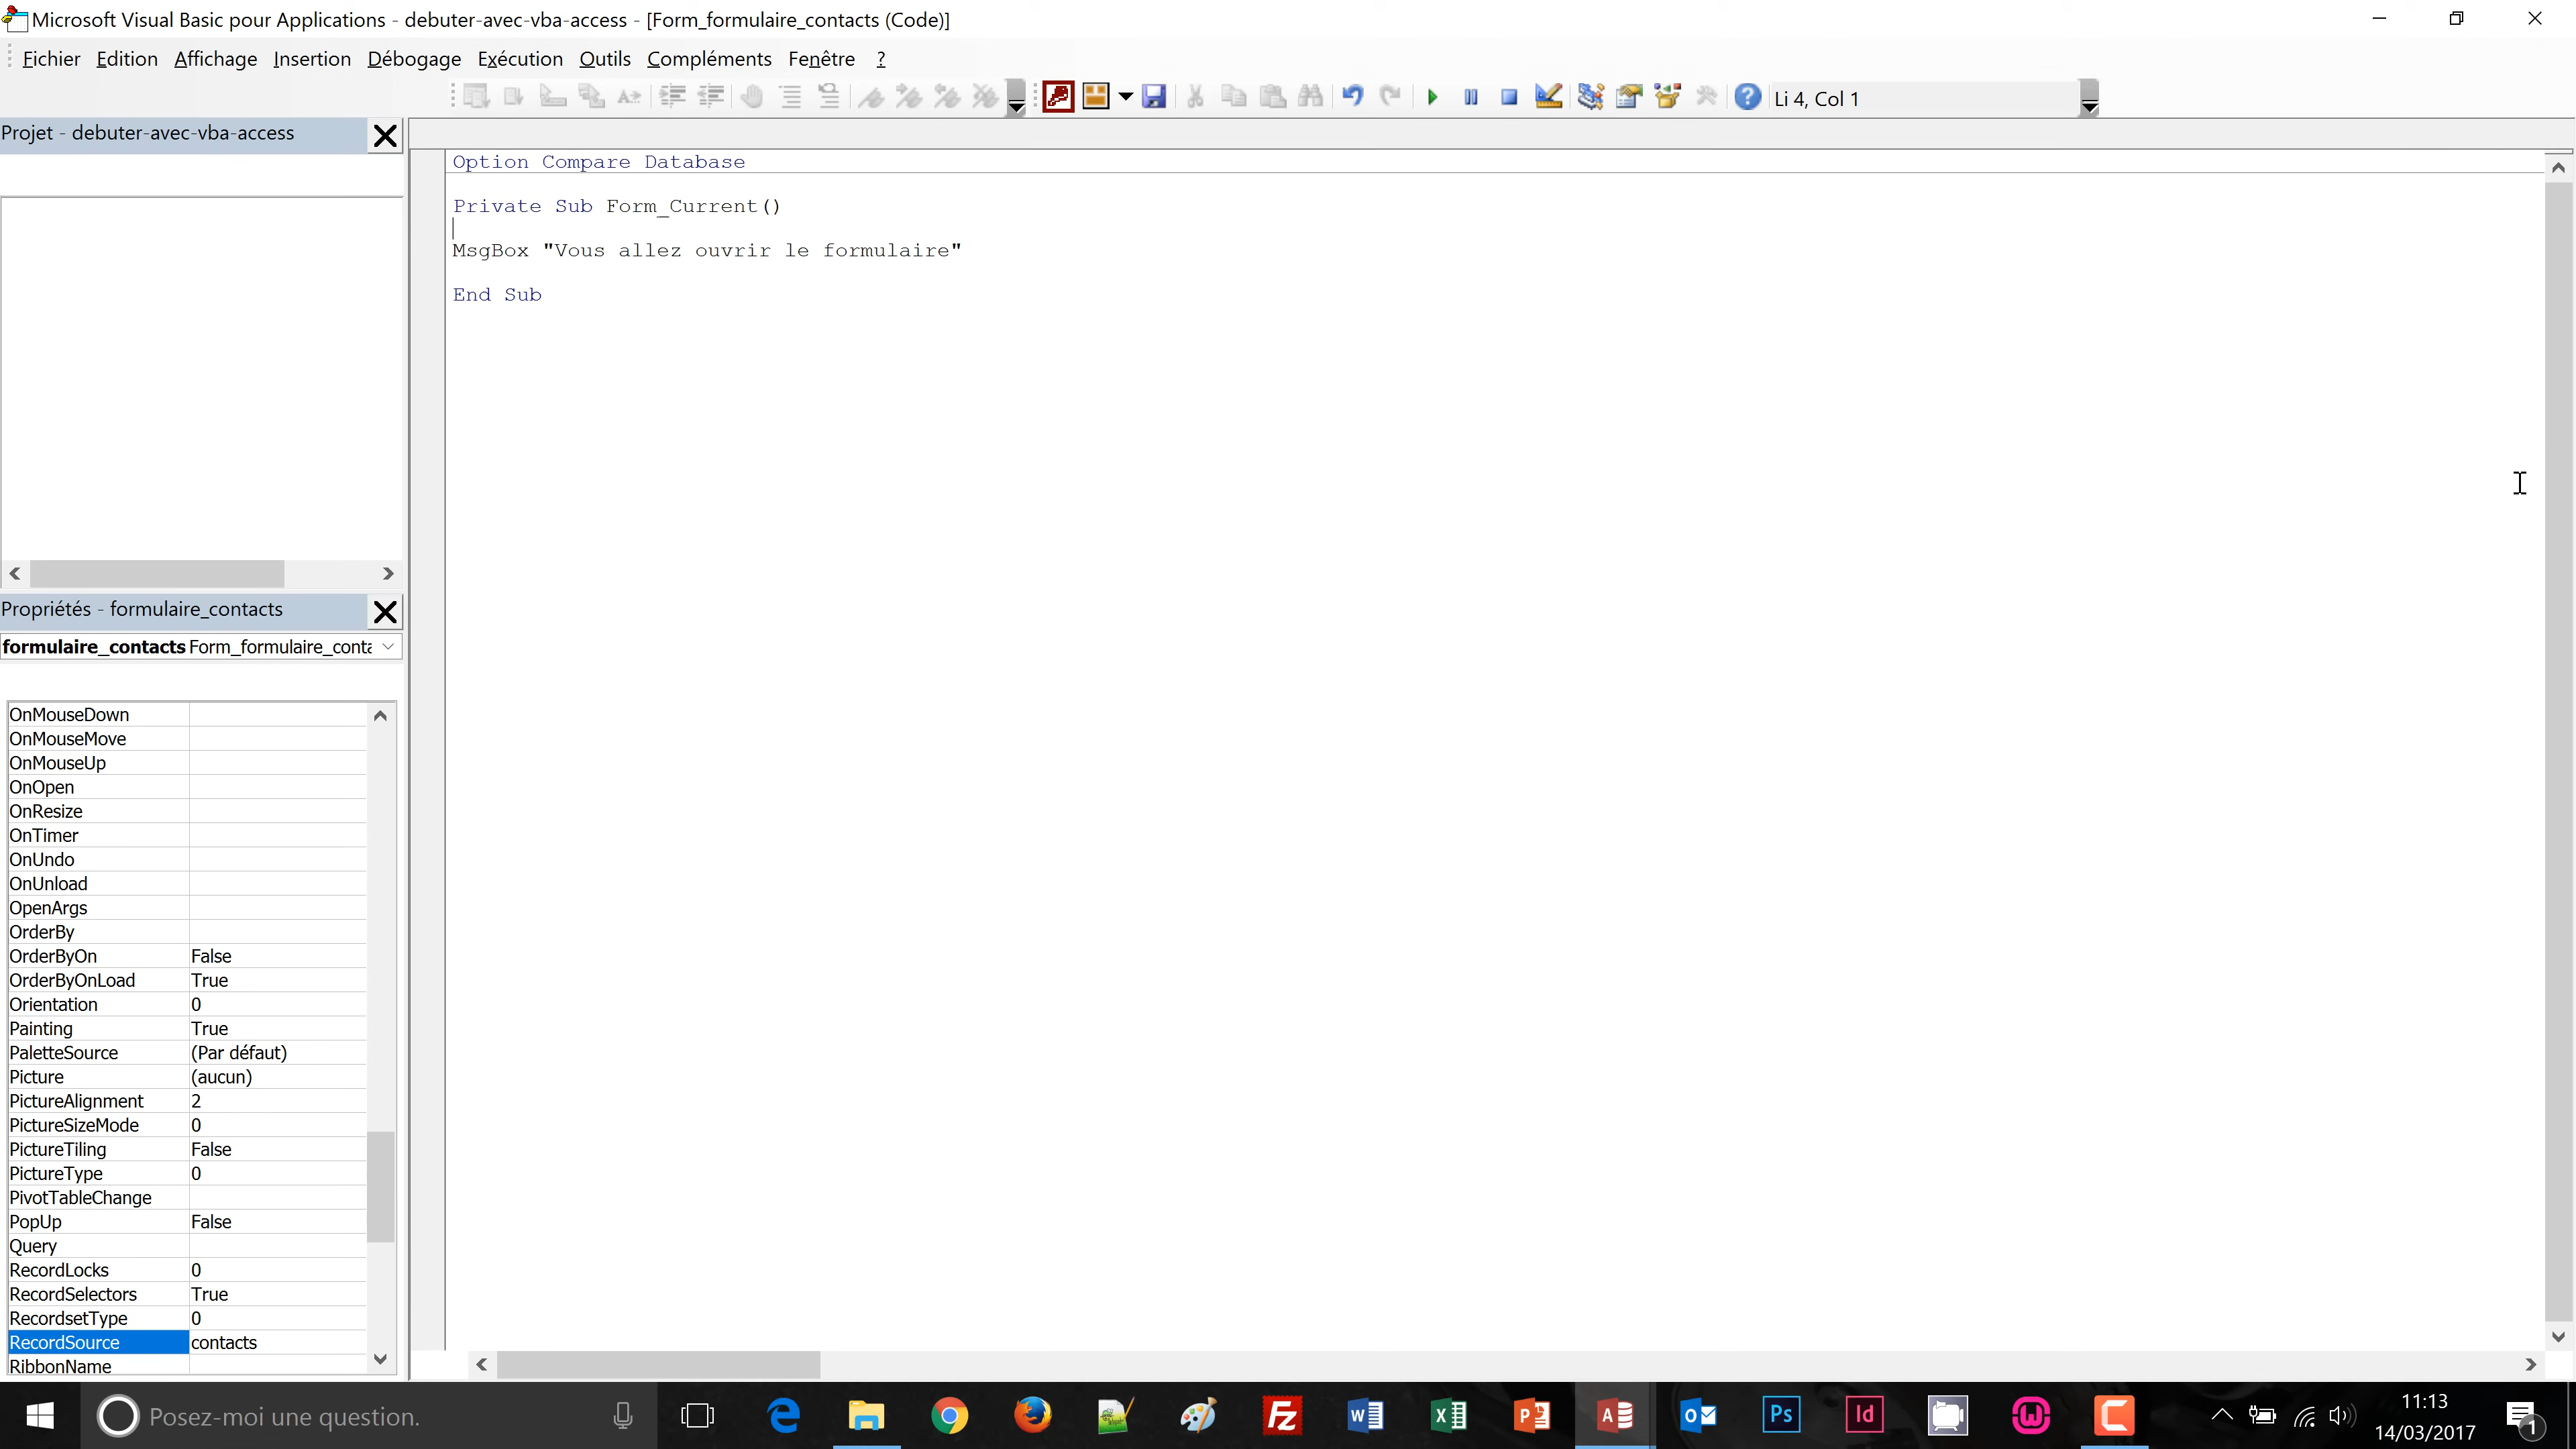 Microsoft Visual Basic pour Applications - debuter-avec-vba-access - [Form_formulaire_contacts (Code)]
Fichier Edition Affichage Insertion Débogage Exécution Outils Compléments Fenêtre ?
Li 4, Col 1
Projet - debuter-avec-vba-access
Option Compare Database
Private Sub Form_Current()
MsgBox "Vous allez ouvrir le formulaire"
End Sub
Propriétés - formulaire_contacts
formulaire_contacts Form_formulaire_conta
OnMouseDown
OnMouseMove
OnMouseUp
OnOpen
OnResize
OnTimer
OnUndo
OnUnload
OpenArgs
OrderBy
OrderByOn False
OrderByOnLoad True
Orientation 0
Painting True
PaletteSource (Par défaut)
Picture (aucun)
PictureAlignment 2
PictureSizeMode 0
PictureTiling False
PictureType 0
PivotTableChange
PopUp False
Query
RecordLocks 0
RecordSelectors True
RecordsetType 0
RecordSource contacts
RibbonName
Posez-moi une question.
Ps
Id
11:13
14/03/2017
1